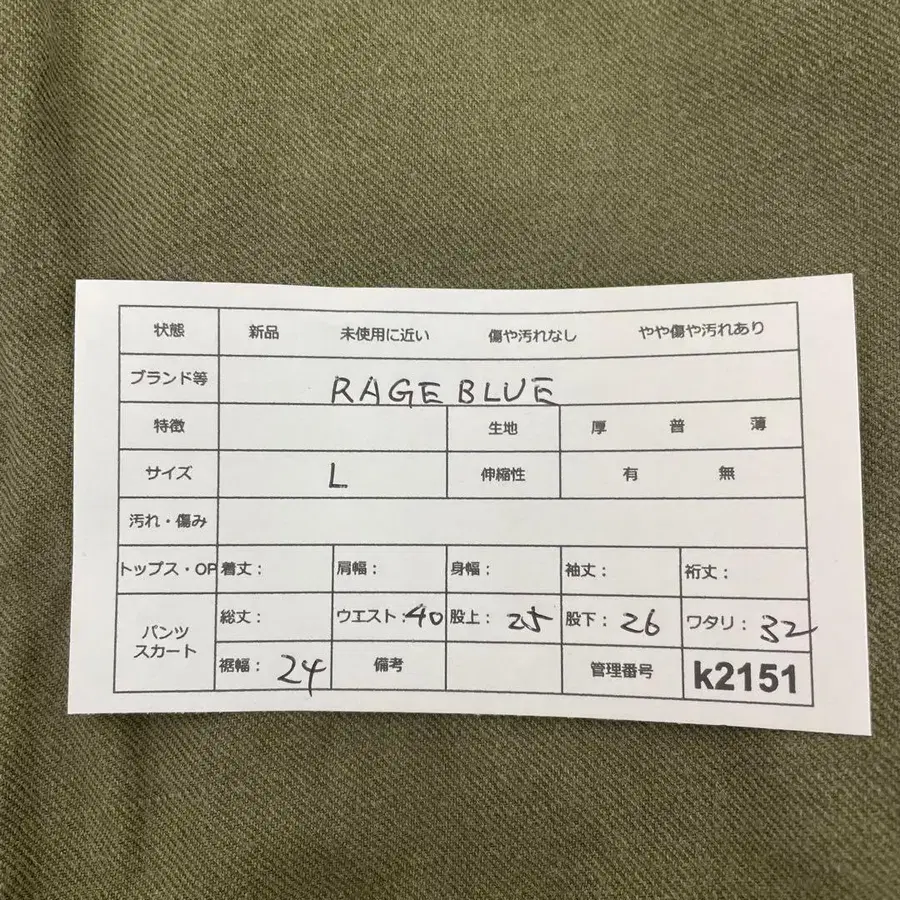 状態 新品 未使用に近い 傷や汚れなし やや傷や汚れあり
ブランド等 RAGEBLUE
特徴 生地 厚 普 薄
サイズ L 伸縮性 有 無
汚れ・傷み
トップス・OP 着丈: 肩幅: 身幅: 袖丈: 裄丈:
パンツ スカート
総丈: ウエスト:40 股上: 25 股下: 26 ワタリ: 32
裾幅: 24 備考 管理番号 k2151